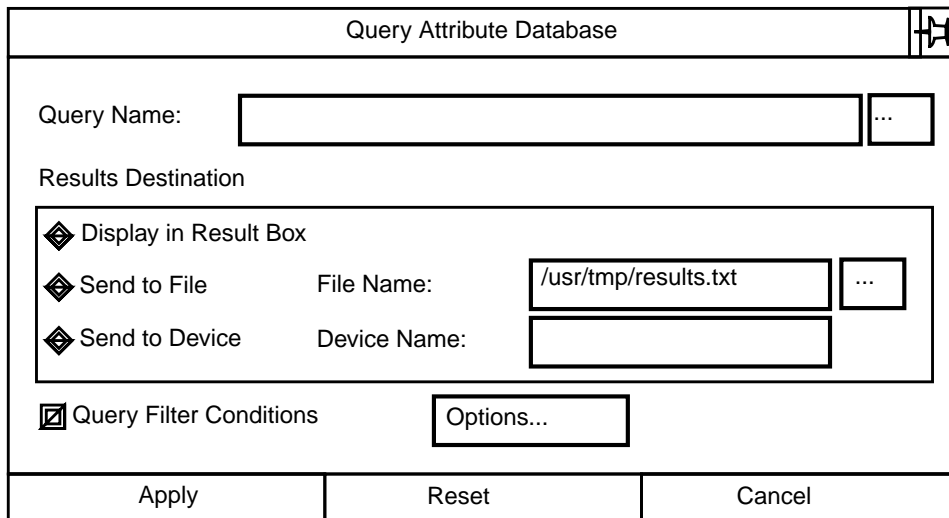 Query Attribute Database
Query Name: ...
Results Destination
Display in Result Box
Send to File File Name: /usr/tmp/results.txt ...
Send to Device Device Name:
Query Filter Conditions Options...
Apply Reset Cancel